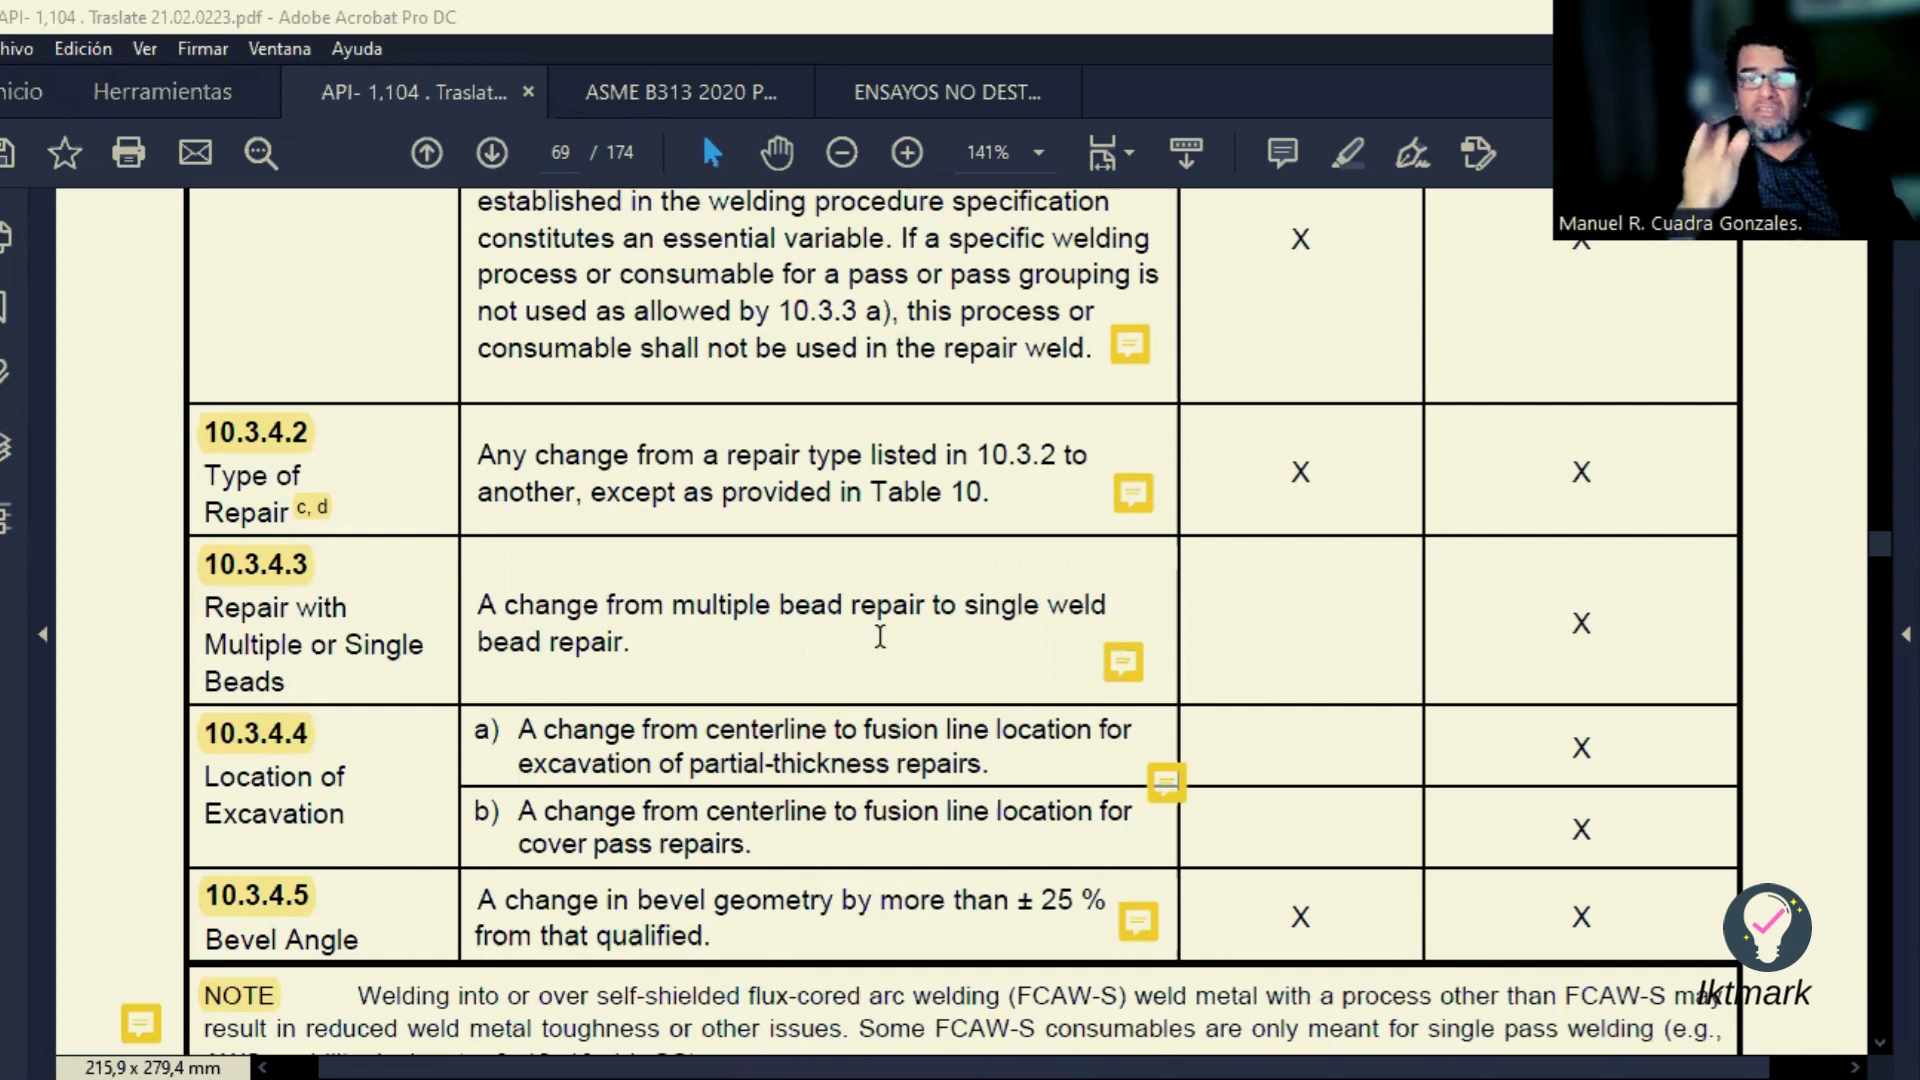 API- 1,104 . Traslate 21.02.0223.pdf - Adobe Acrobat Pro DC
hivo Edición Ver Firmar Ventana Ayuda
nicio Herramientas API- 1,104 . Traslat... × ASME B313 2020 P... ENSAYOS NO DEST...
69 / 174 141%
Manuel R. Cuadra Gonzales.
established in the welding procedure specification
constitutes an essential variable. If a specific welding
process or consumable for a pass or pass grouping is
not used as allowed by 10.3.3 a), this process or
consumable shall not be used in the repair weld.
X X
10.3.4.2
Type of
Repair c, d
Any change from a repair type listed in 10.3.2 to
another, except as provided in Table 10.
X X
10.3.4.3
Repair with
Multiple or Single
Beads
A change from multiple bead repair to single weld
bead repair.
X
10.3.4.4
Location of
Excavation
a) A change from centerline to fusion line location for
excavation of partial-thickness repairs.
X
b) A change from centerline to fusion line location for
cover pass repairs.
X
10.3.4.5
Bevel Angle
A change in bevel geometry by more than ± 25 %
from that qualified.
X X
NOTE Welding into or over self-shielded flux-cored arc welding (FCAW-S) weld metal with a process other than FCAW-S may
result in reduced weld metal toughness or other issues. Some FCAW-S consumables are only meant for single pass welding (e.g.,
Iktmark
215,9 x 279,4 mm